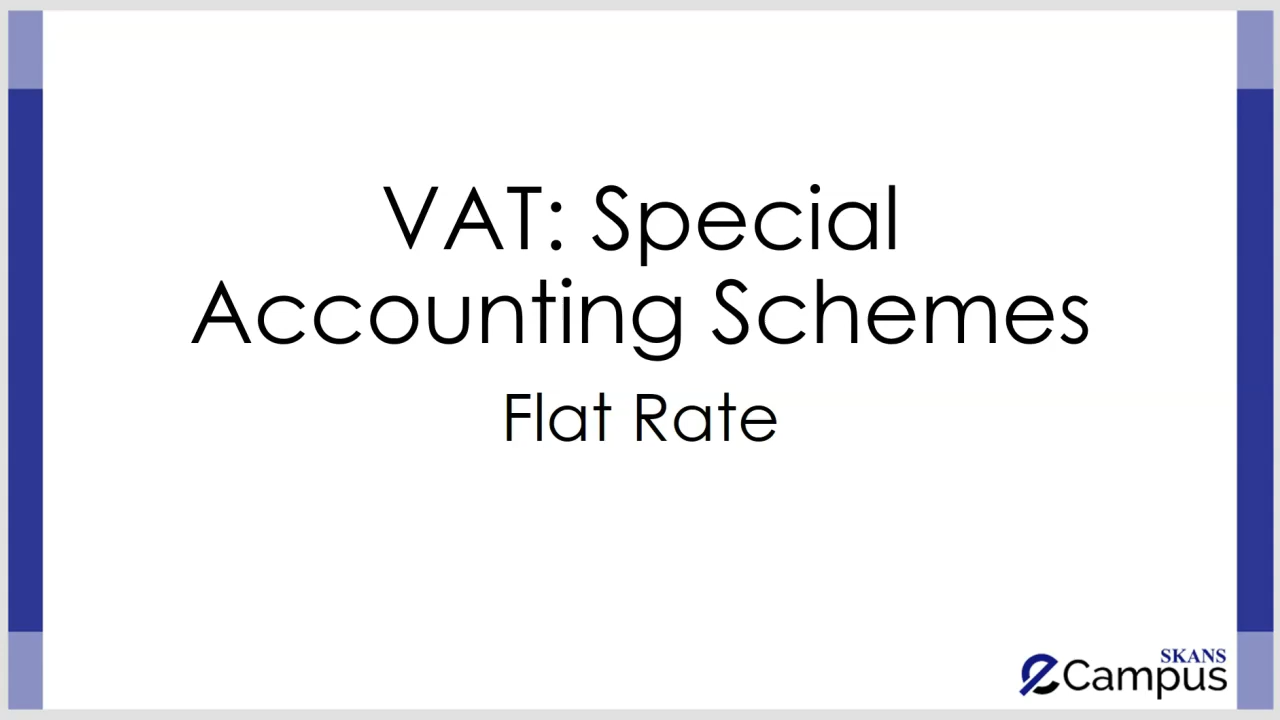 VAT: Special
Accounting Schemes
Flat Rate
SKANS
eCampus